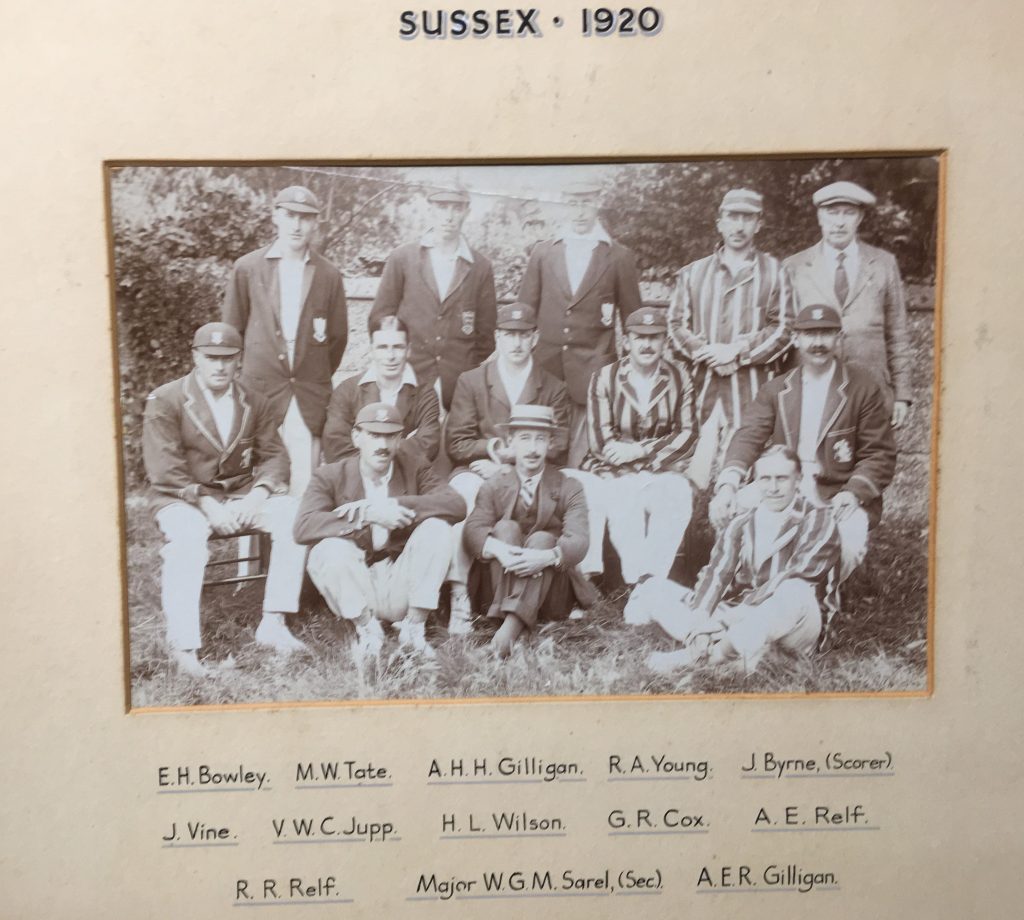 SUSSEX · 1920
E.H. Bowley. M.W. Tate. A.H.H. Gilligan. R.A. Young. J. Byrne, (Scorer).
J. Vine. V.W.C. Jupp. H.L. Wilson. G.R. Cox. A.E. Relf.
R.R. Relf. Major W.G.M. Sarel, (Sec). A.E.R. Gilligan.